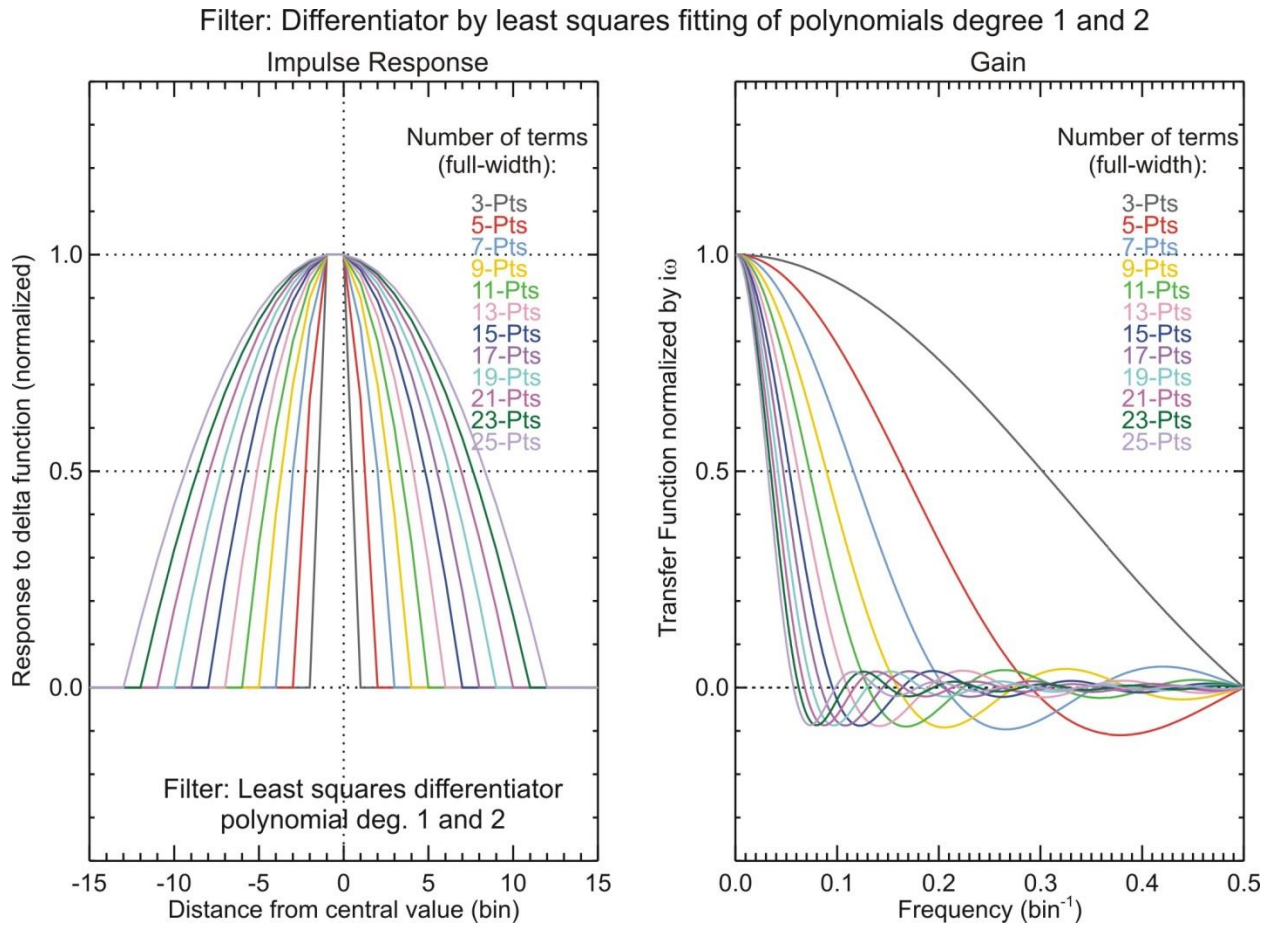 Filter: Differentiator by least squares fitting of polynomials degree 1 and 2
Impulse Response
Response to delta function (normalized)
1.0
0.5
0.0
Number of terms
(full-width):
3-Pts
5-Pts
7-Pts
9-Pts
11-Pts
13-Pts
15-Pts
17-Pts
19-Pts
21-Pts
23-Pts
25-Pts
Filter: Least squares differentiator
polynomial deg. 1 and 2
-15 -10 -5 0 5 10 15
Distance from central value (bin)
Gain
Transfer Function normalized by iω
1.0
0.5
0.0
Number of terms
(full-width):
3-Pts
5-Pts
7-Pts
9-Pts
11-Pts
13-Pts
15-Pts
17-Pts
19-Pts
21-Pts
23-Pts
25-Pts
0.0 0.1 0.2 0.3 0.4 0.5
Frequency (bin⁻¹)